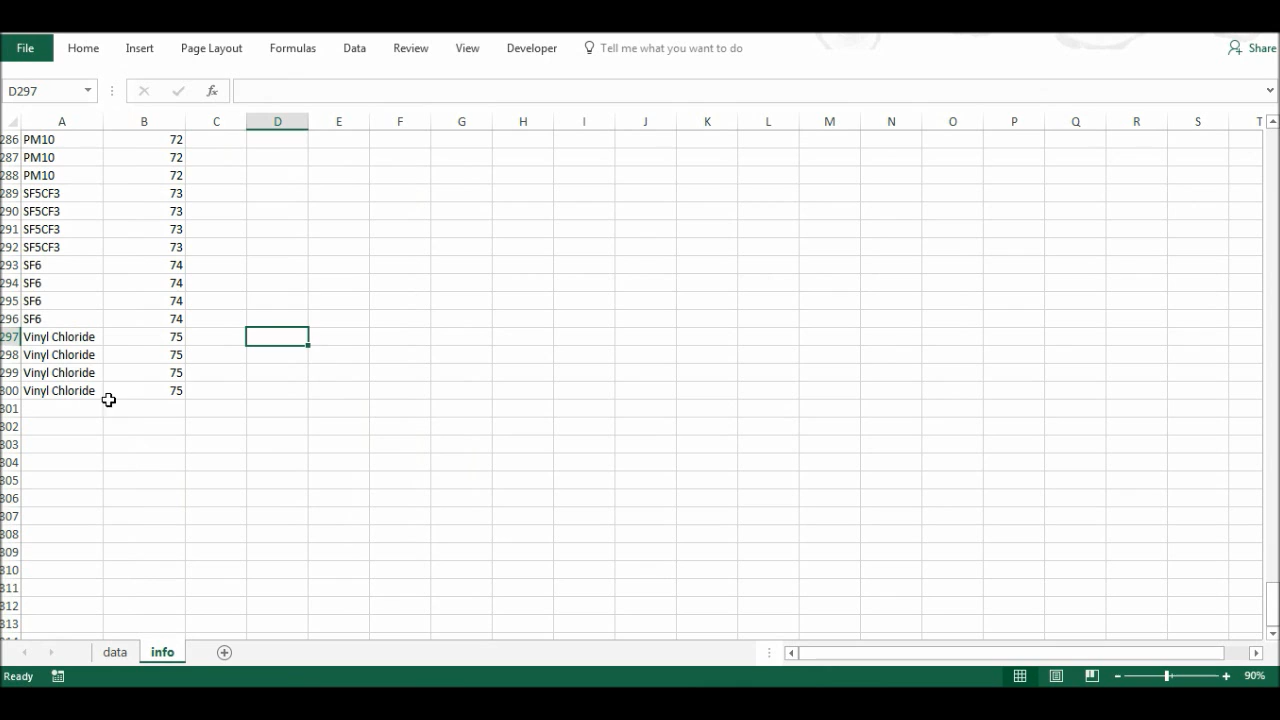 File Home Insert Page Layout Formulas Data Review View Developer Tell me what you want to do Share
D297 fx
A B C D E F G H I J K L M N O P Q R S T
286 PM10 72
287 PM10 72
288 PM10 72
289 SF5CF3 73
290 SF5CF3 73
291 SF5CF3 73
292 SF5CF3 73
293 SF6 74
294 SF6 74
295 SF6 74
296 SF6 74
297 Vinyl Chloride 75
298 Vinyl Chloride 75
299 Vinyl Chloride 75
300 Vinyl Chloride 75
301
302
303
304
305
306
307
308
309
310
311
312
313
data info
Ready 90%